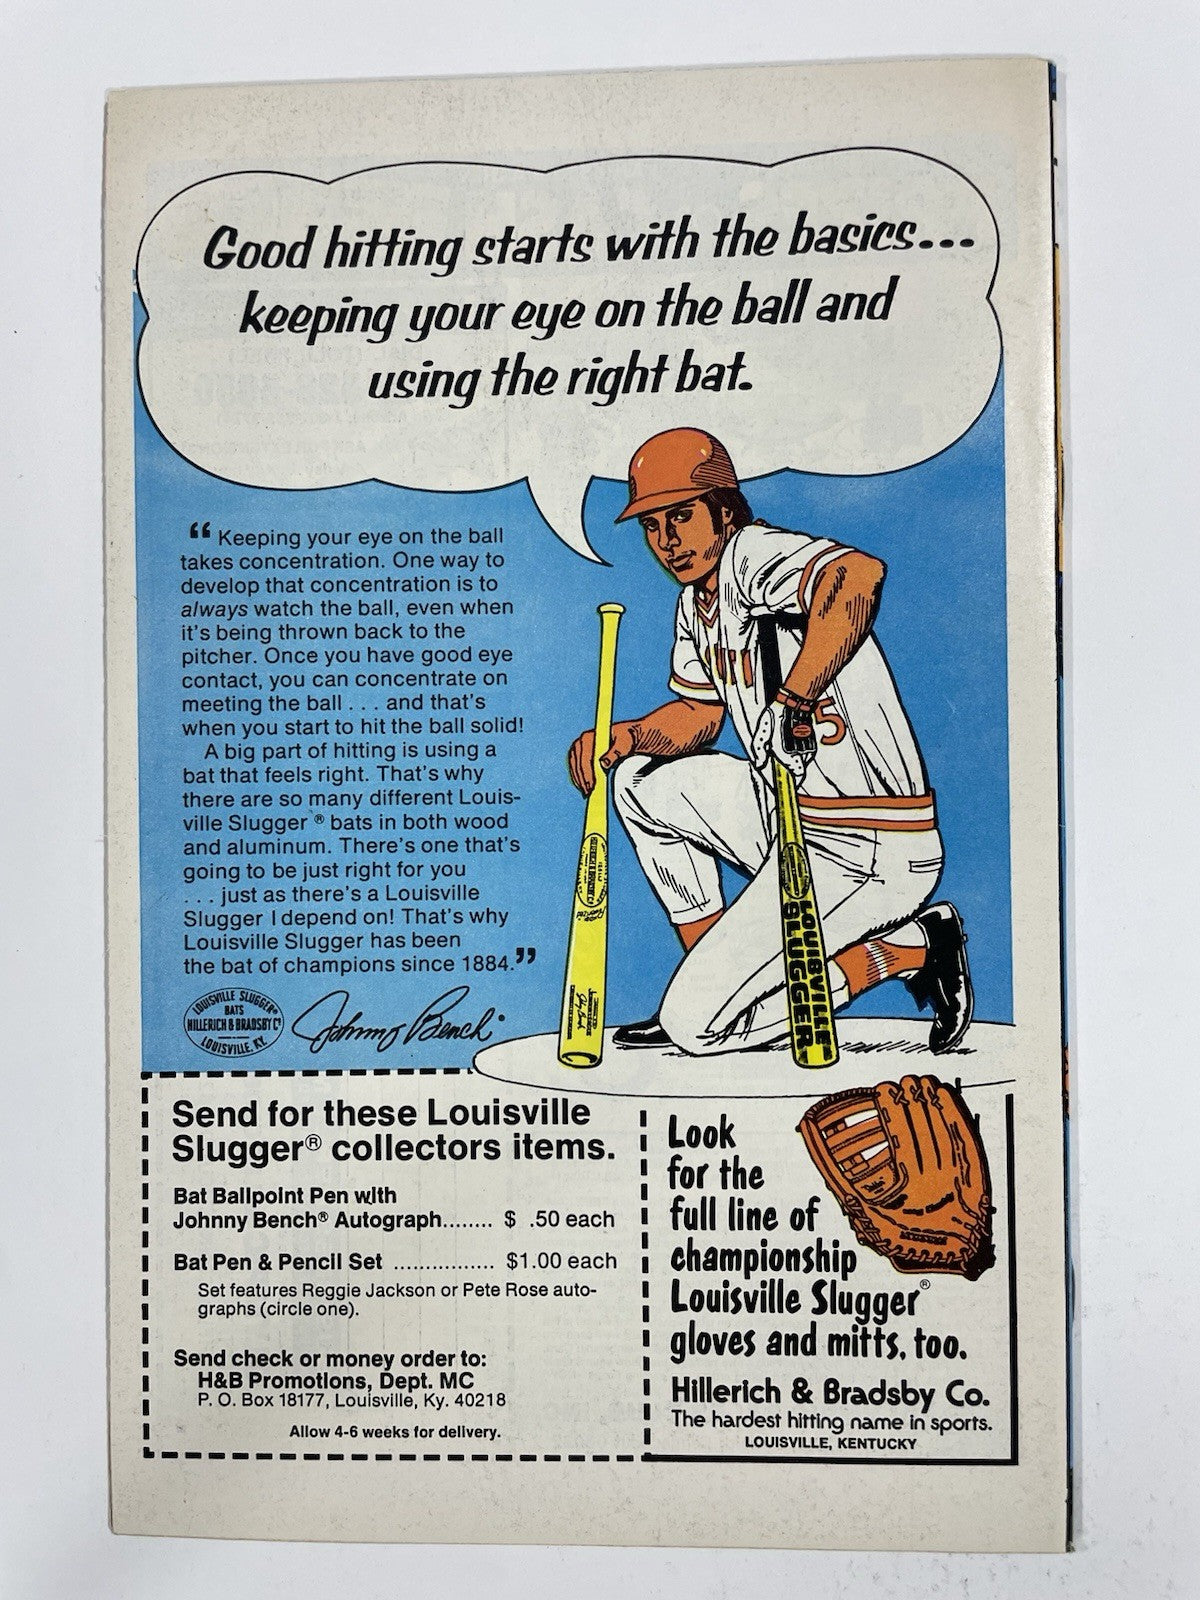 Good hitting starts with the basics...
keeping your eye on the ball and
using the right bat.
“Keeping your eye on the ball
takes concentration. One way to
develop that concentration is to
always watch the ball, even when
it's being thrown back to the
pitcher. Once you have good eye
contact, you can concentrate on
meeting the ball . . . and that's
when you start to hit the ball solid!
A big part of hitting is using a
bat that feels right. That's why
there are so many different Louis-
ville Slugger® bats in both wood
and aluminum. There's one that's
going to be just right for you
. . . just as there's a Louisville
Slugger I depend on! That's why
Louisville Slugger has been
the bat of champions since 1884.”
LOUISVILLE SLUGGER®
BATS
HILLERICH & BRADSBY Co
LOUISVILLE, KY.
Johnny Bench
5
LOUISVILLE
SLUGGER
Send for these Louisville
Slugger® collectors items.
Bat Ballpoint Pen with
Johnny Bench® Autograph........ $ .50 each
Bat Pen & Pencil Set ................ $1.00 each
Set features Reggie Jackson or Pete Rose auto-
graphs (circle one).
Send check or money order to:
H&B Promotions, Dept. MC
P. O. Box 18177, Louisville, Ky. 40218
Allow 4-6 weeks for delivery.
Look
for the
full line of
championship
Louisville Slugger®
gloves and mitts, too.
Hillerich & Bradsby Co.
The hardest hitting name in sports.
LOUISVILLE, KENTUCKY